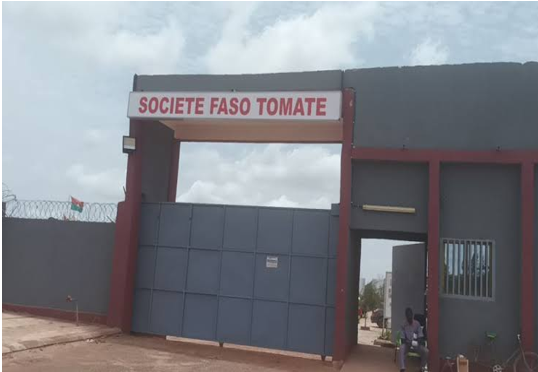 SOCIETE FASO TOMATE